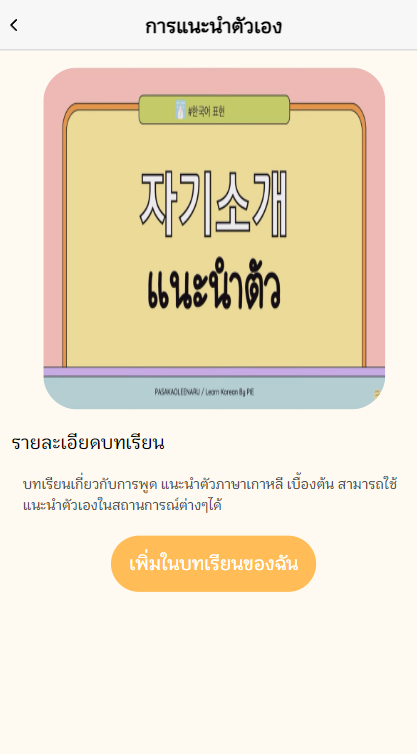 การแนะนำตัวเอง
#한국어 표현
자기소개
แนะนำตัว
PASAKAOLEENARU / Learn Korean By PIE
รายละเอียดบทเรียน
บทเรียนเกี่ยวกับการพูด แนะนำตัวภาษาเกาหลี เบื้องต้น สามารถใช้
แนะนำตัวเองในสถานการณ์ต่างๆได้
เพิ่มในบทเรียนของฉัน